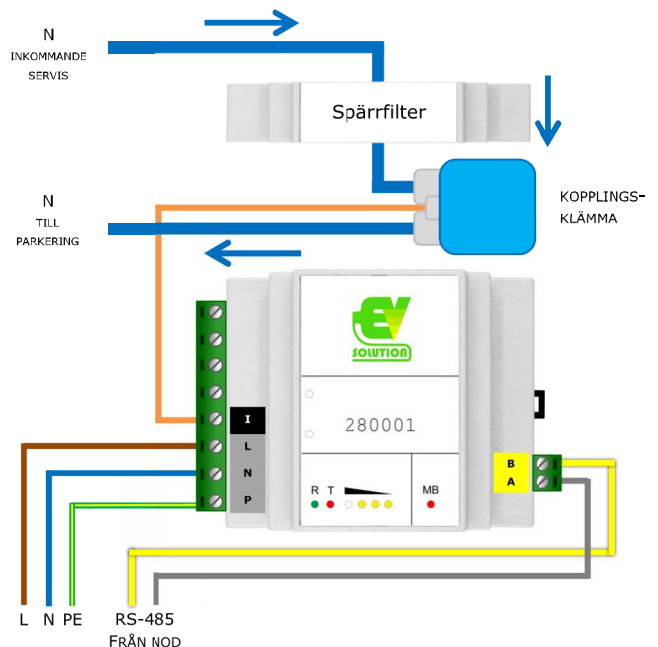 N
INKOMMANDE
SERVIS
Spärrfilter
N
TILL
PARKERING
KOPPLINGS-
KLÄMMA
EV
SOLUTION
280001
I
L
N
P
R T
MB
B
A
L N PE
RS-485
FRÅN NOD